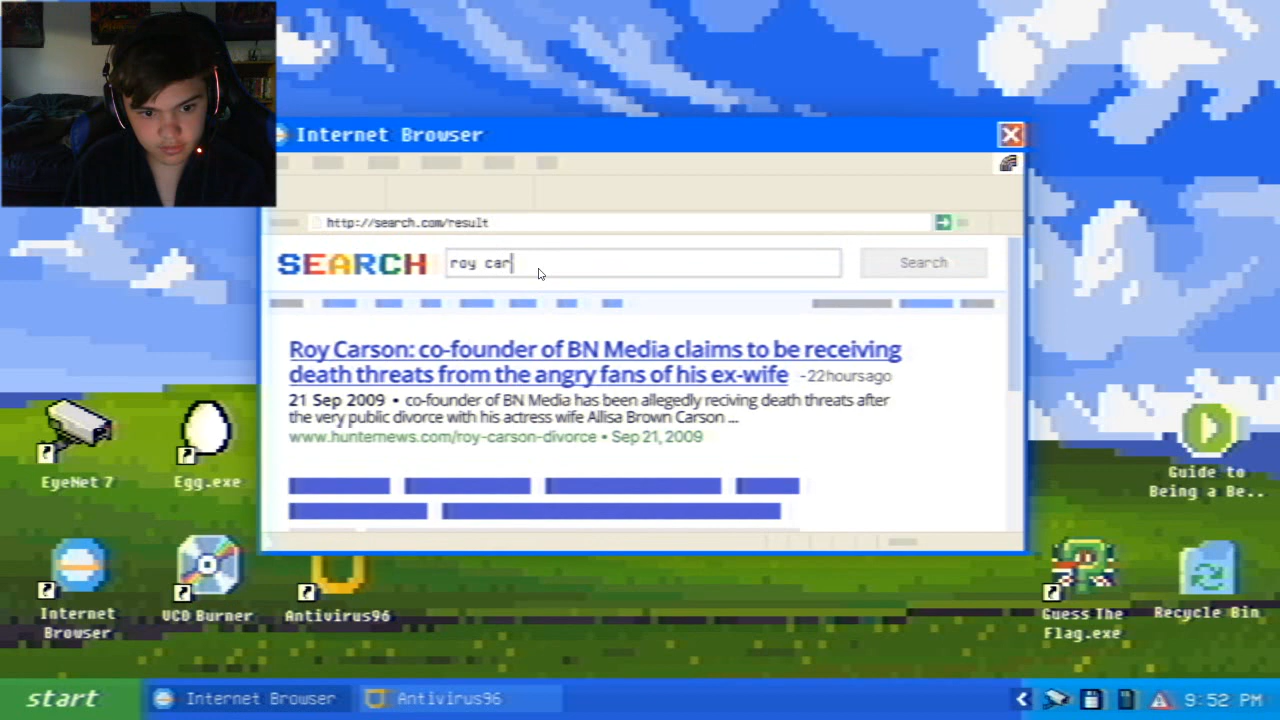 Internet Browser
http://search.com/result
SEARCH
roy car
Search
Roy Carson: co-founder of BN Media claims to be receiving
death threats from the angry fans of his ex-wife -22hours ago
21 Sep 2009 • co-founder of BN Media has been allegedly reciving death threats after
the very public divorce with his actress wife Allisa Brown Carson ...
www.hunternews.com/roy-carson-divorce • Sep 21, 2009
EyeNet 7
Egg.exe
Guide to
Being a Be..
Internet
Browser
VCD Burner
Antivirus96
Guess The
Flag.exe
Recycle Bin
start
Internet Browser
Antivirus96
9:52 PM